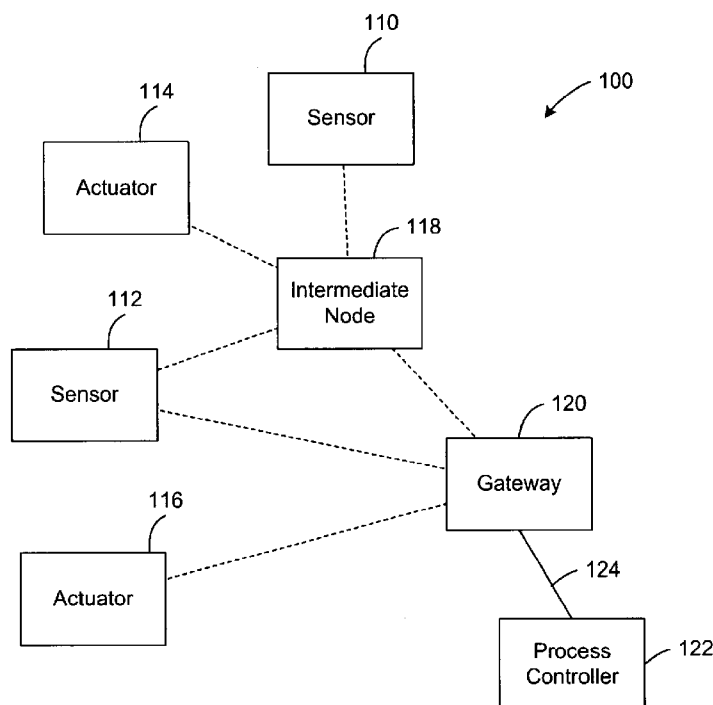 110
100
114
Sensor
Actuator
118
Intermediate
Node
112
Sensor
120
Gateway
116
124
Actuator
Process
Controller
122